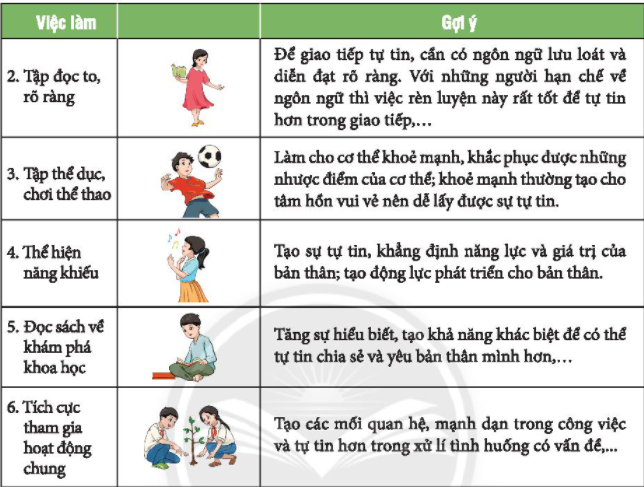 Việc làm
Gợi ý
2. Tập đọc to,
rõ ràng
Để giao tiếp tự tin, cần có ngôn ngữ lưu loát và
diễn đạt rõ ràng. Với những người hạn chế về
ngôn ngữ thì việc rèn luyện này rất tốt để tự tin
hơn trong giao tiếp,...
3. Tập thể dục,
chơi thể thao
Làm cho cơ thể khoẻ mạnh, khắc phục được những
nhược điểm của cơ thể; khoẻ mạnh thường tạo cho
tâm hồn vui vẻ nên dễ lấy được sự tự tin.
4. Thể hiện
năng khiếu
Tạo sự tự tin, khẳng định năng lực và giá trị của
bản thân; tạo động lực phát triển cho bản thân.
5. Đọc sách về
khám phá
khoa học
Tăng sự hiểu biết, tạo khả năng khác biệt để có thể
tự tin chia sẻ và yêu bản thân mình hơn,...
6. Tích cực
tham gia
hoạt động
chung
Tạo các mối quan hệ, mạnh dạn trong công việc
và tự tin hơn trong xử lí tình huống có vấn đề,...